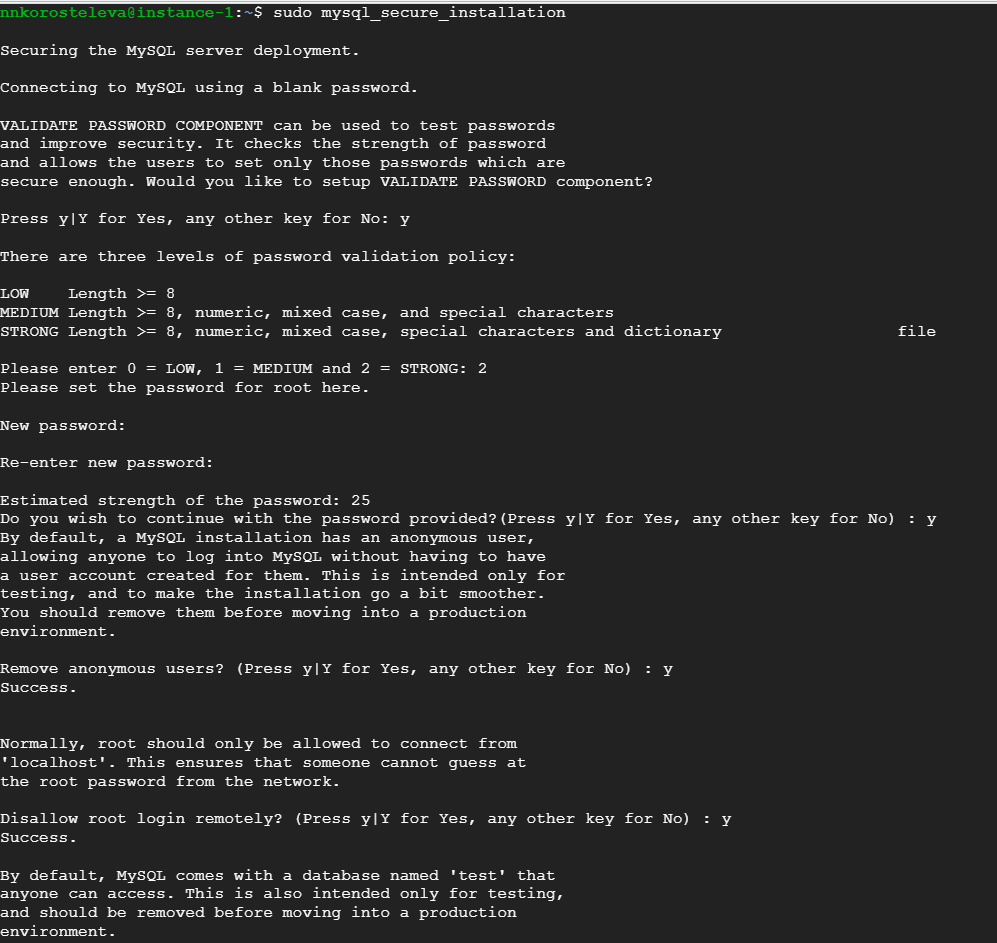 nnkorosteleva@instance-1:~$ sudo mysql_secure_installation
Securing the MySQL server deployment.
Connecting to MySQL using a blank password.
VALIDATE PASSWORD COMPONENT can be used to test passwords
and improve security. It checks the strength of password
and allows the users to set only those passwords which are
secure enough. Would you like to setup VALIDATE PASSWORD component?
Press y|Y for Yes, any other key for No: y
There are three levels of password validation policy:
LOW    Length >= 8
MEDIUM Length >= 8, numeric, mixed case, and special characters
STRONG Length >= 8, numeric, mixed case, special characters and dictionary                  file
Please enter 0 = LOW, 1 = MEDIUM and 2 = STRONG: 2
Please set the password for root here.
New password:
Re-enter new password:
Estimated strength of the password: 25
Do you wish to continue with the password provided?(Press y|Y for Yes, any other key for No) : y
By default, a MySQL installation has an anonymous user,
allowing anyone to log into MySQL without having to have
a user account created for them. This is intended only for
testing, and to make the installation go a bit smoother.
You should remove them before moving into a production
environment.
Remove anonymous users? (Press y|Y for Yes, any other key for No) : y
Success.
Normally, root should only be allowed to connect from
'localhost'. This ensures that someone cannot guess at
the root password from the network.
Disallow root login remotely? (Press y|Y for Yes, any other key for No) : y
Success.
By default, MySQL comes with a database named 'test' that
anyone can access. This is also intended only for testing,
and should be removed before moving into a production
environment.